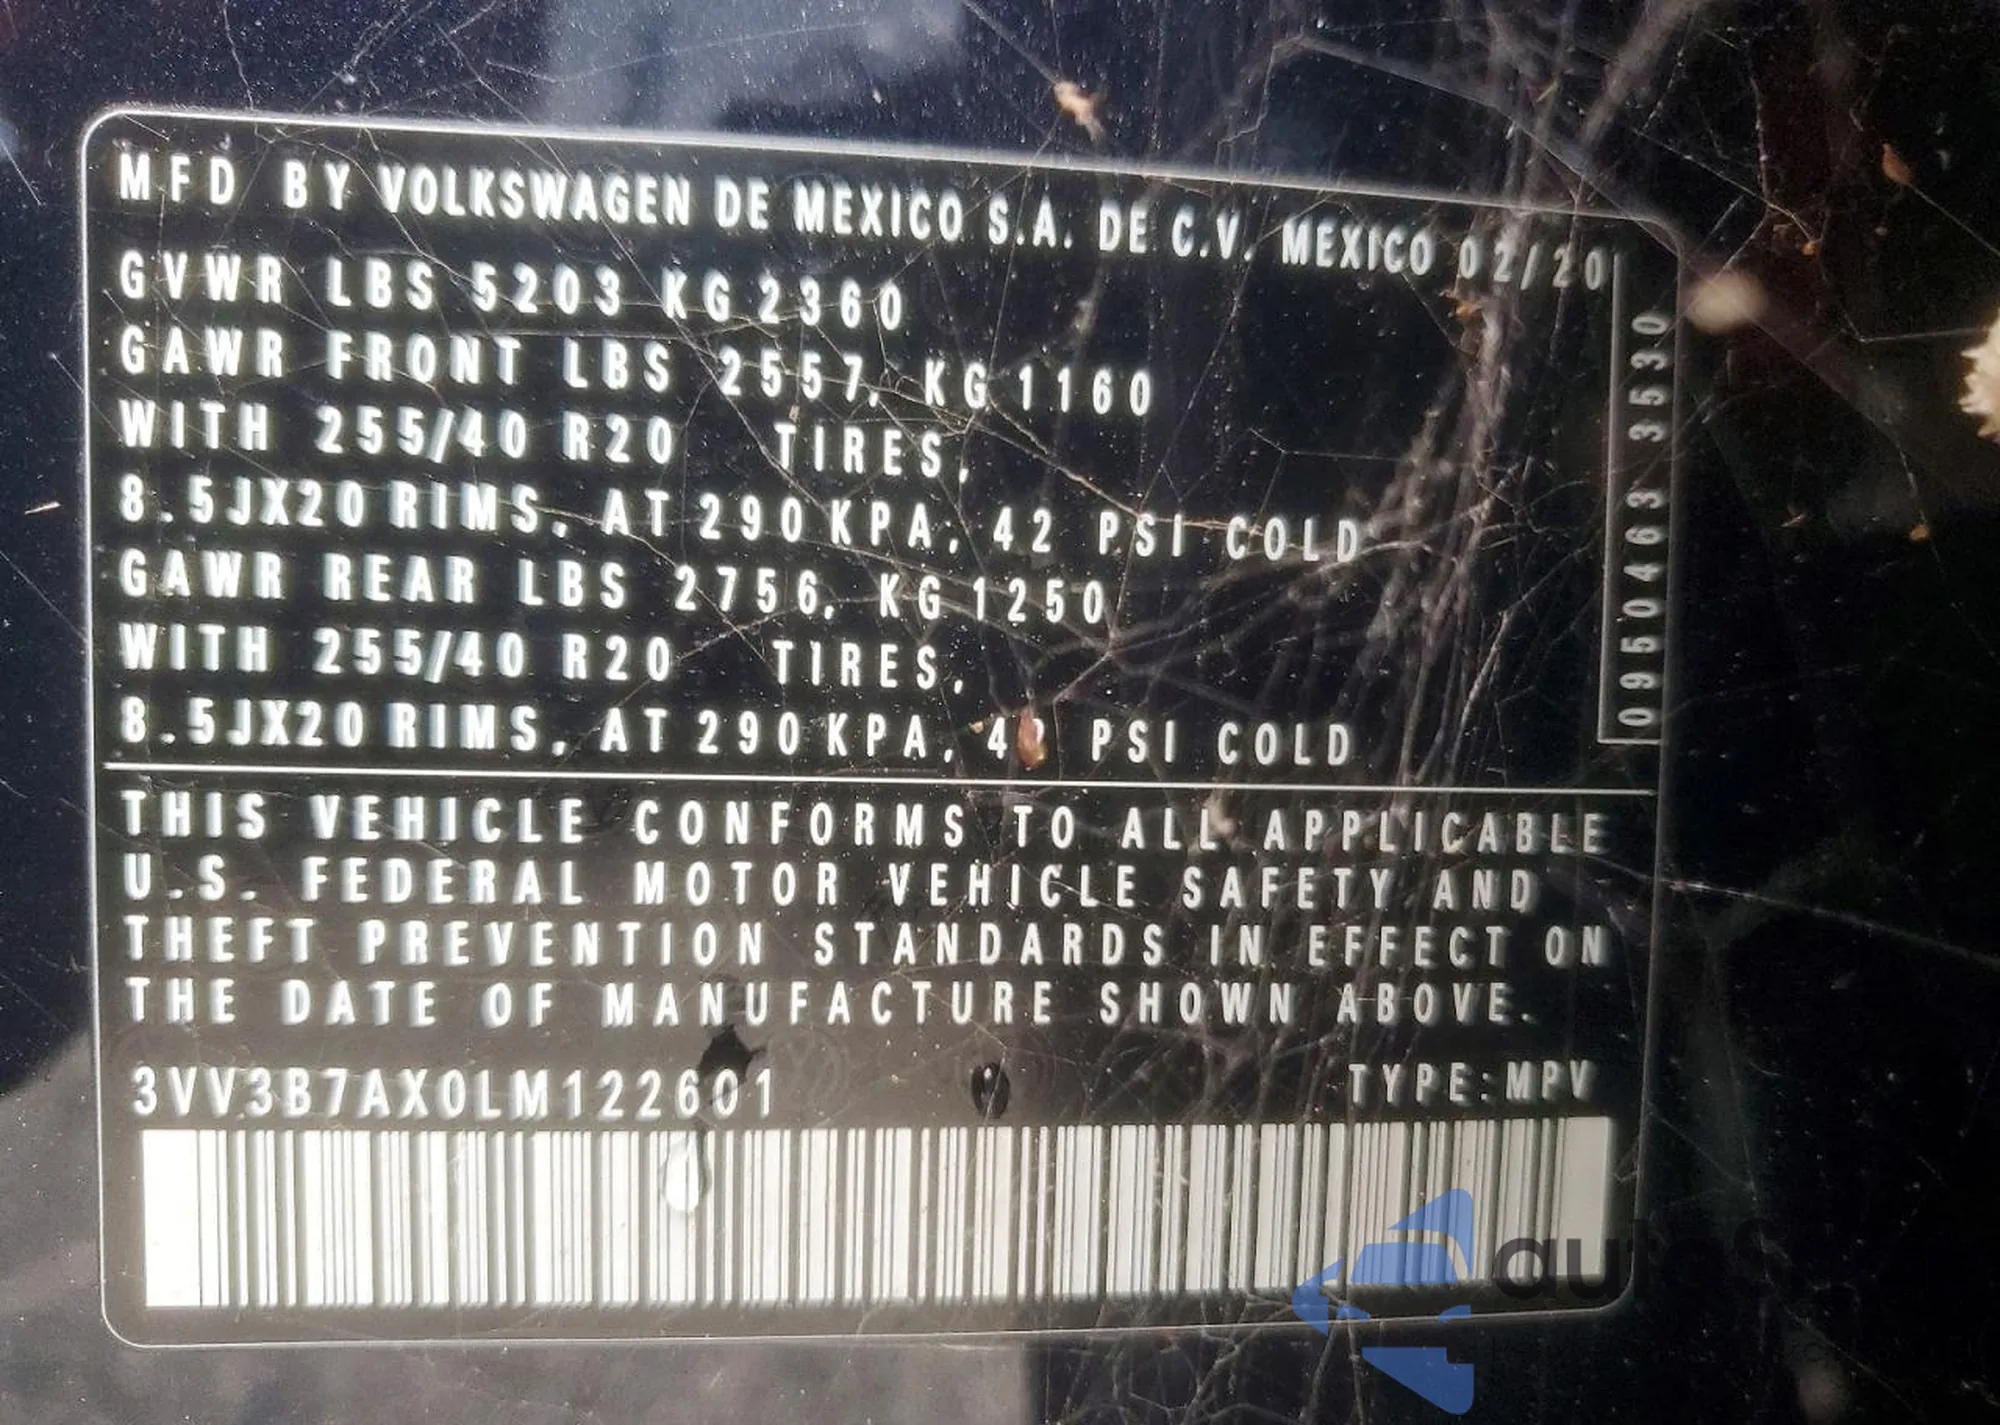 MFD BY VOLKSWAGEN DE MEXICO S.A. DE C.V. MEXICO 02/20
GVWR LBS 5203 KG 2360
GAWR FRONT LBS 2557, KG 1160
WITH 255/40 R20 TIRES,
8.5JX20 RIMS, AT 290 KPA, 42 PSI COLD
GAWR REAR LBS 2756, KG 1250
WITH 255/40 R20 TIRES,
8.5JX20 RIMS, AT 290 KPA, 42 PSI COLD
0950463 3530
THIS VEHICLE CONFORMS TO ALL APPLICABLE
U.S. FEDERAL MOTOR VEHICLE SAFETY AND
THEFT PREVENTION STANDARDS IN EFFECT ON
THE DATE OF MANUFACTURE SHOWN ABOVE.
3VV3B7AX0LM122601 TYPE:MPV